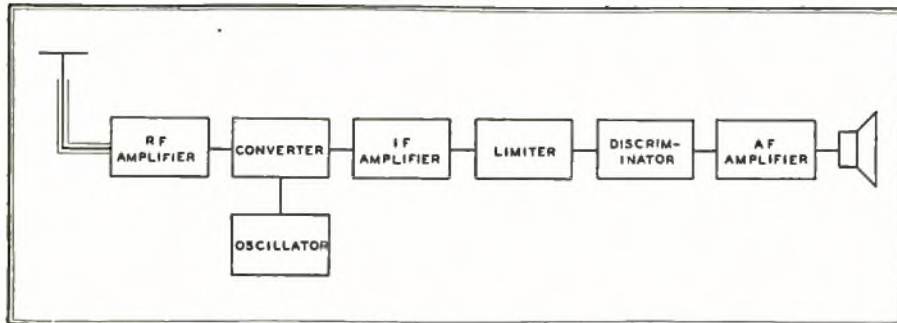 RF
AMPLIFIER
CONVERTER
IF
AMPLIFIER
LIMITER
DISCRIM-
INATOR
AF
AMPLIFIER
OSCILLATOR